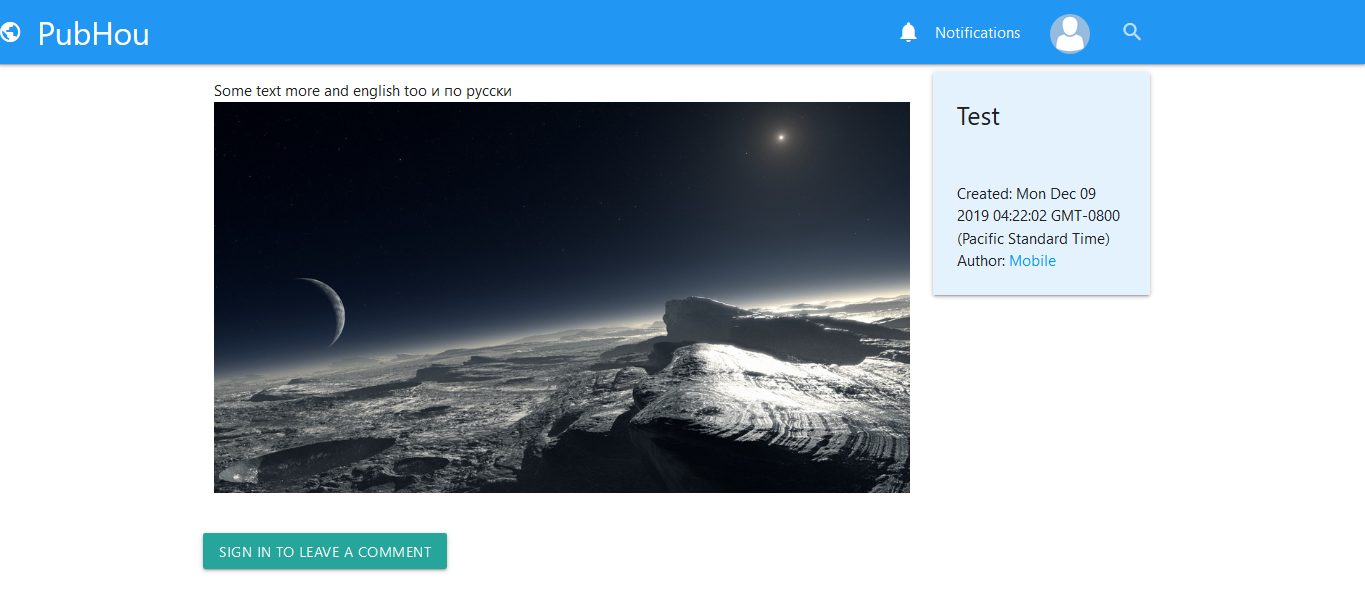 PubHou
Notifications
Some text more and english too и по русски
Test
Created: Mon Dec 09
2019 04:22:02 GMT-0800
(Pacific Standard Time)
Author: Mobile
SIGN IN TO LEAVE A COMMENT